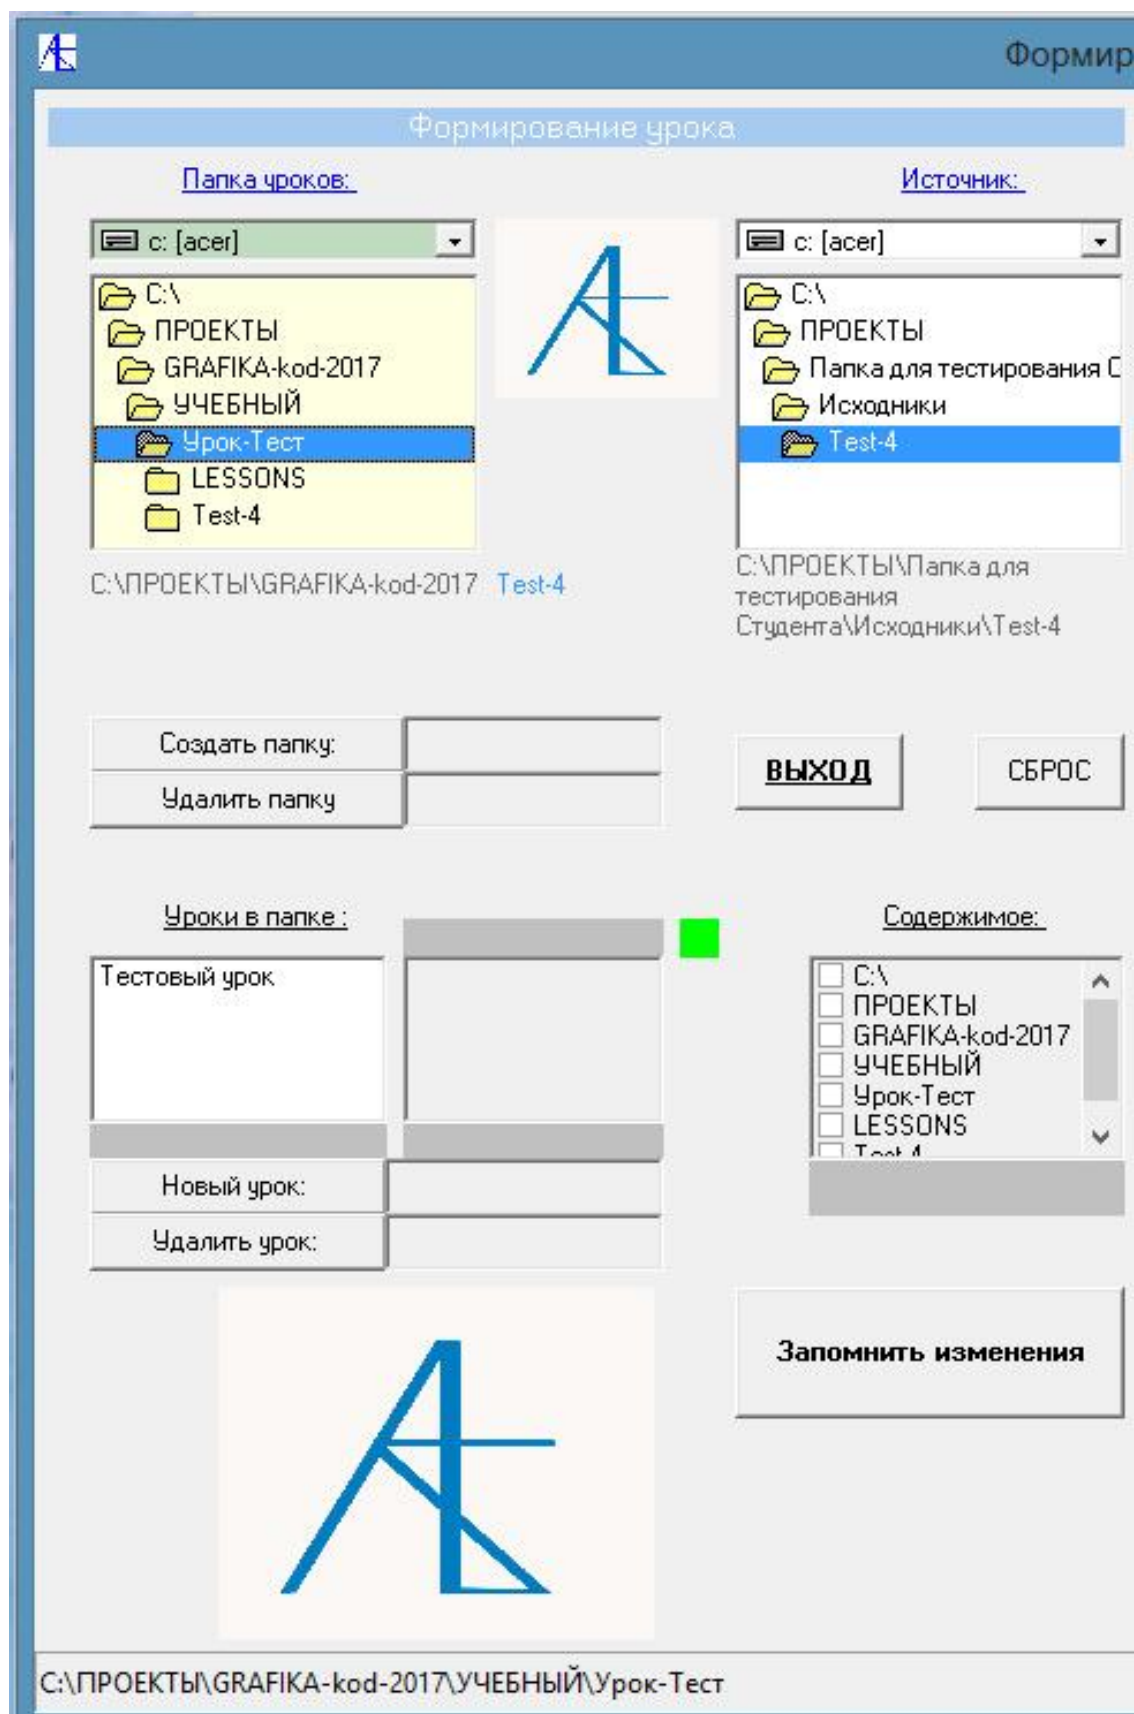 Формир
Формирование урока
Папка уроков:
Источник:
c: [acer]
c: [acer]
C:\
ПРОЕКТЫ
GRAFIKA-kod-2017
УЧЕБНЫЙ
Урок-Тест
LESSONS
Test-4
C:\
ПРОЕКТЫ
Папка для тестирования С
Исходники
Test-4
C:\ПРОЕКТЫ\GRAFIKA-kod-2017
Test-4
C:\ПРОЕКТЫ\Папка для
тестирования
Студента\Исходники\Test-4
Создать папку:
Удалить папку
ВЫХОД
СБРОС
Уроки в папке :
Содержимое:
Тестовый урок
C:\
ПРОЕКТЫ
GRAFIKA-kod-2017
УЧЕБНЫЙ
Урок-Тест
LESSONS
Test-4
Новый урок:
Удалить урок:
Запомнить изменения
C:\ПРОЕКТЫ\GRAFIKA-kod-2017\УЧЕБНЫЙ\Урок-Тест